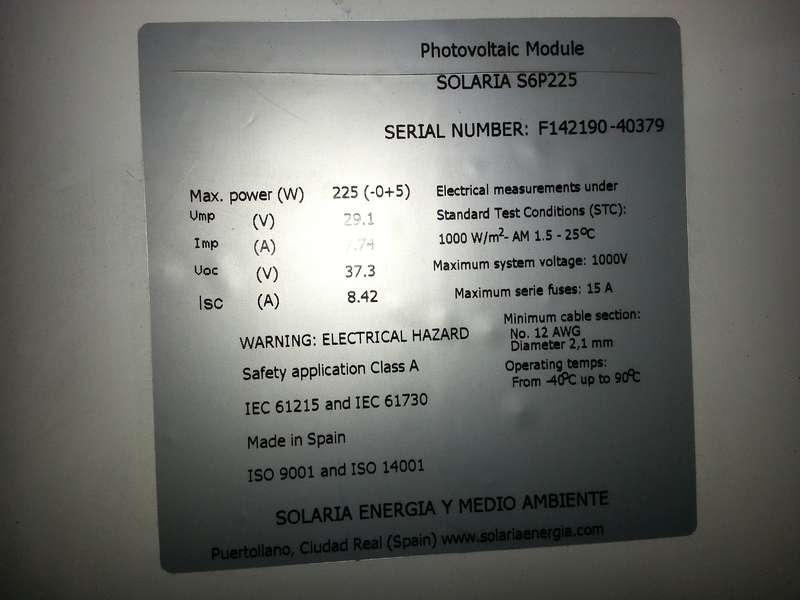 Photovoltaic Module
SOLARIA S6P225
SERIAL NUMBER: F142190-40379
Max. power (W) 225 (-0+5)
Vmp (V) 29.1
Imp (A)
Voc (V) 37.3
Isc (A) 8.42
Electrical measurements under
Standard Test Conditions (STC):
1000 W/m²- AM 1.5 - 25ºC
Maximum system voltage: 1000V
Maximum serie fuses: 15 A
Minimum cable section:
No. 12 AWG
Diameter 2,1 mm
Operating temps:
From -40ºC up to 90ºC
WARNING: ELECTRICAL HAZARD
Safety application Class A
IEC 61215 and IEC 61730
Made in Spain
ISO 9001 and ISO 14001
SOLARIA ENERGIA Y MEDIO AMBIENTE
Puertollano, Ciudad Real (Spain) www.solariaenergia.com